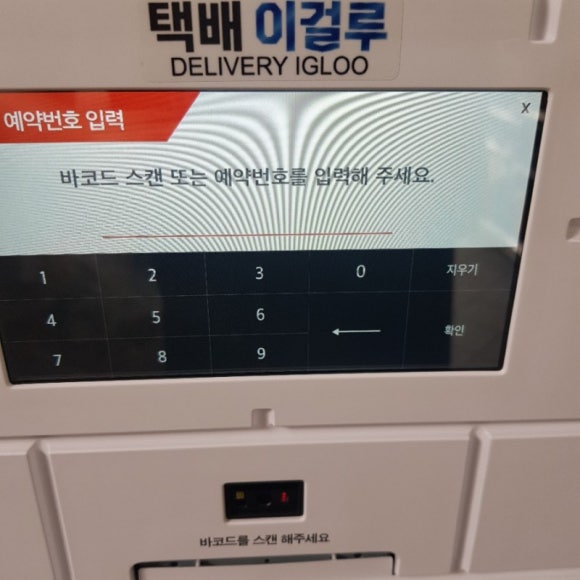 택배 이걸루
DELIVERY IGLOO
예약번호 입력
X
바코드 스캔 또는 예약번호를 입력해 주세요.
1 2 3 0 지우기
4 5 6 ← 확인
7 8 9
바코드를 스캔 해주세요